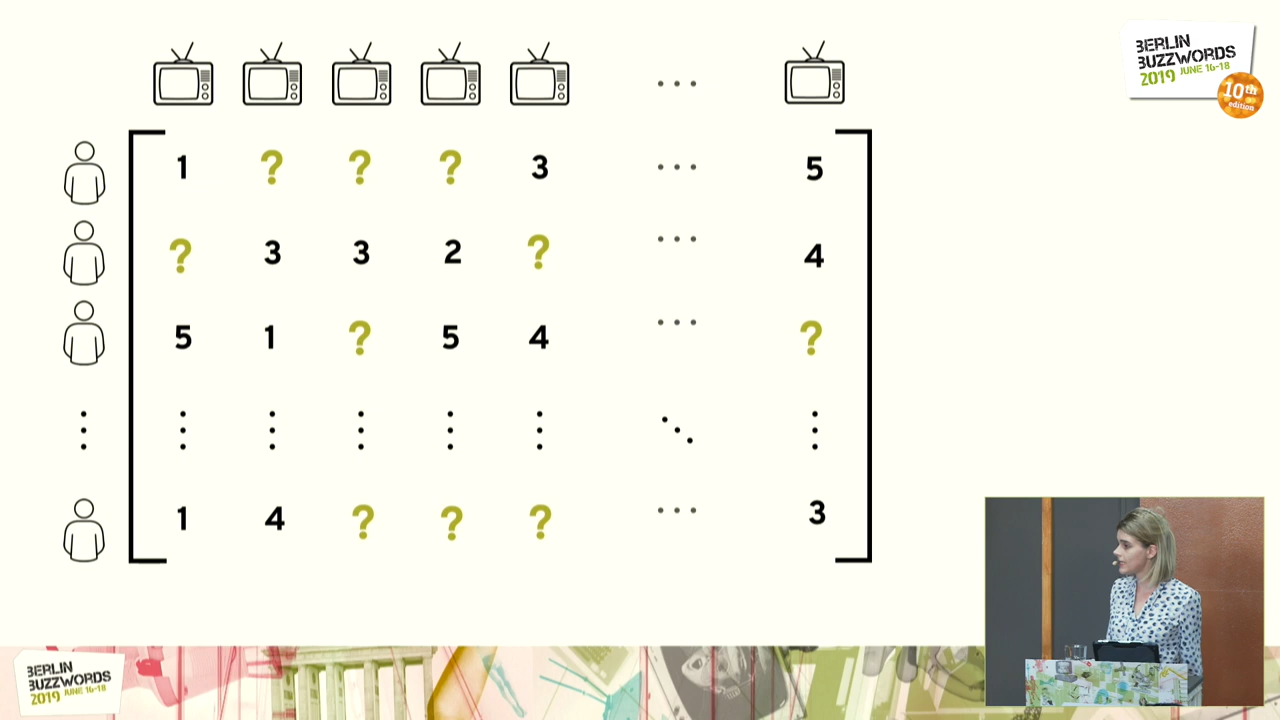 BERLIN
BUZZWORDS
2019 JUNE 16-18
10th
edition
1 ? ? ? 3 ... 5
? 3 3 2 ? ... 4
5 1 ? 5 4 ... ?
1 4 ? ? ? ... 3
BERLIN
BUZZWORDS
2019 JUNE 16-18